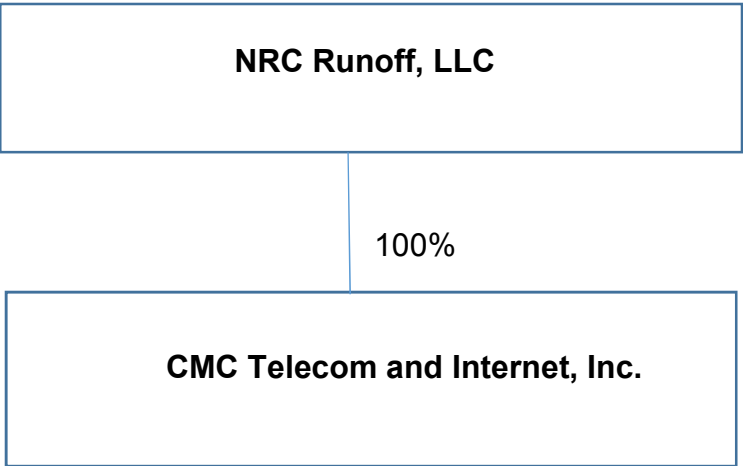 NRC Runoff, LLC
100%
CMC Telecom and Internet, Inc.